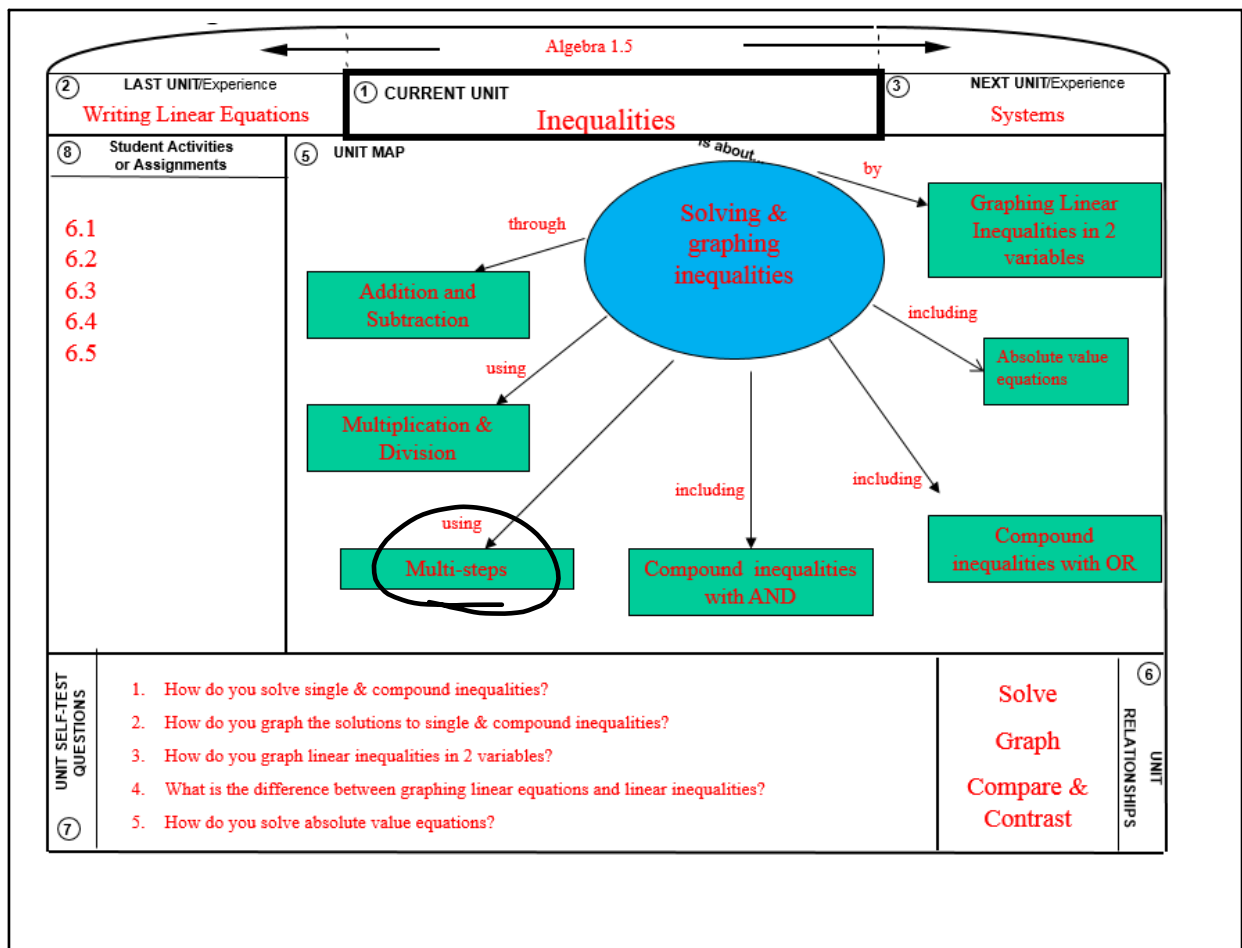 Algebra 1.5
2 LAST UNIT/Experience
Writing Linear Equations
1 CURRENT UNIT
Inequalities
3 NEXT UNIT/Experience
Systems
8 Student Activities
or Assignments
6.1
6.2
6.3
6.4
6.5
5 UNIT MAP
is about...
Solving &
graphing
inequalities
by
Graphing Linear
Inequalities in 2
variables
through
Addition and
Subtraction
including
Absolute value
equations
using
Multiplication &
Division
including
Compound
inequalities with OR
including
Compound inequalities
with AND
using
Multi-steps
UNIT SELF-TEST
QUESTIONS
7
1. How do you solve single & compound inequalities?
2. How do you graph the solutions to single & compound inequalities?
3. How do you graph linear inequalities in 2 variables?
4. What is the difference between graphing linear equations and linear inequalities?
5. How do you solve absolute value equations?
Solve
Graph
Compare &
Contrast
6
UNIT
RELATIONSHIPS